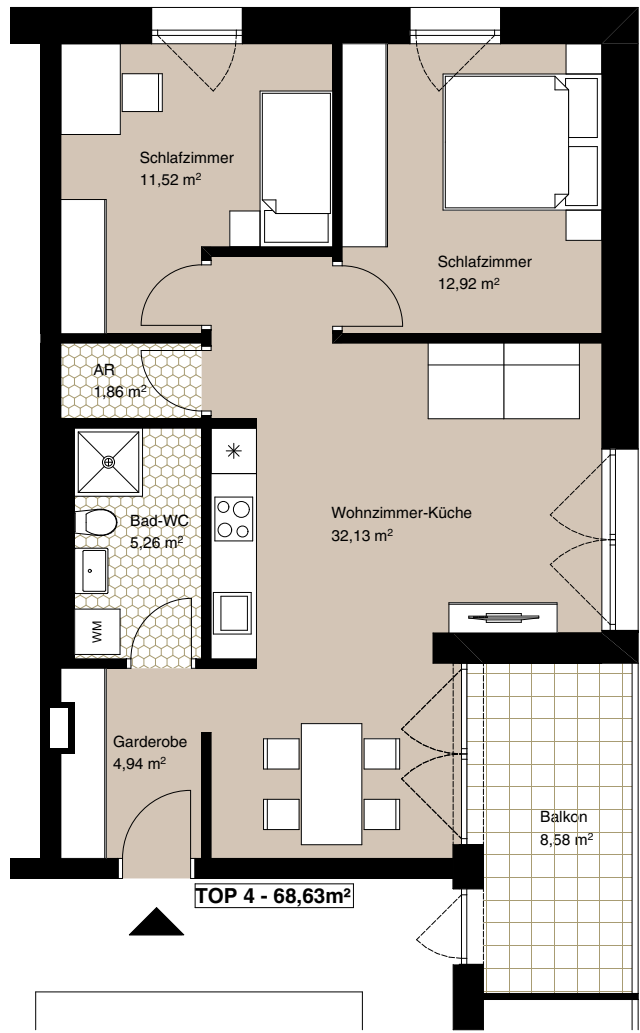 Schlafzimmer
11,52 m²
Schlafzimmer
12,92 m²
AR
1,86 m²
Bad-WC
5,26 m²
WM
Wohnzimmer-Küche
32,13 m²
Garderobe
4,94 m²
Balkon
8,58 m²
TOP 4 - 68,63m²